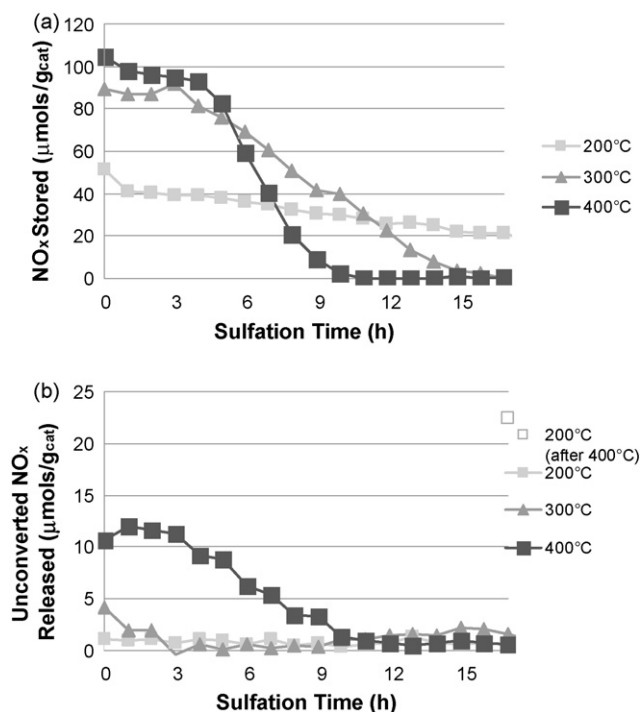 (a)
120
100
80
60
40
20
0
NOx Stored (μmols/gcat)
0 3 6 9 12 15
Sulfation Time (h)
200°C
300°C
400°C
(b)
25
20
15
10
5
0
Unconverted NOx
Released (μmols/gcat)
0 3 6 9 12 15
Sulfation Time (h)
200°C
(after 400°C)
200°C
300°C
400°C